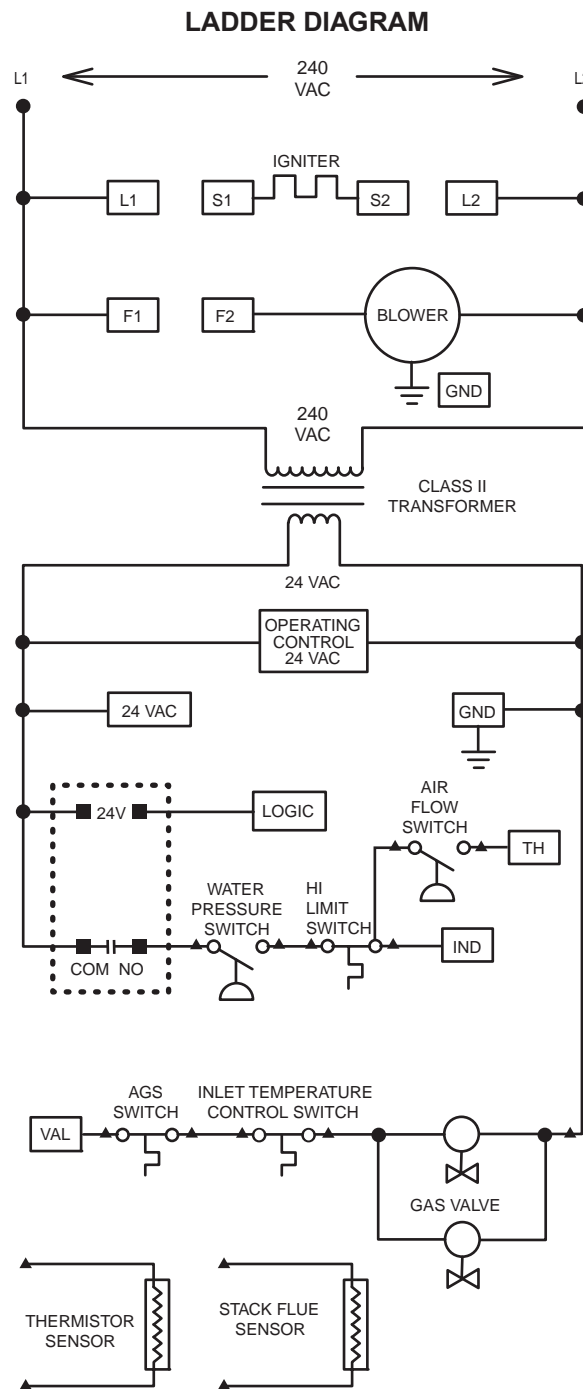 LADDER DIAGRAM
L1
240
VAC
IGNITER
L1
S1
S2
L2
F1
F2
BLOWER
GND
240
VAC
CLASS II
TRANSFORMER
24 VAC
OPERATING
CONTROL
24 VAC
24 VAC
GND
24V
LOGIC
AIR
FLOW
SWITCH
TH
WATER
PRESSURE
SWITCH
HI
LIMIT
SWITCH
COM NO
IND
AGS
SWITCH
INLET TEMPERATURE
CONTROL SWITCH
VAL
GAS VALVE
THERMISTOR
SENSOR
STACK FLUE
SENSOR